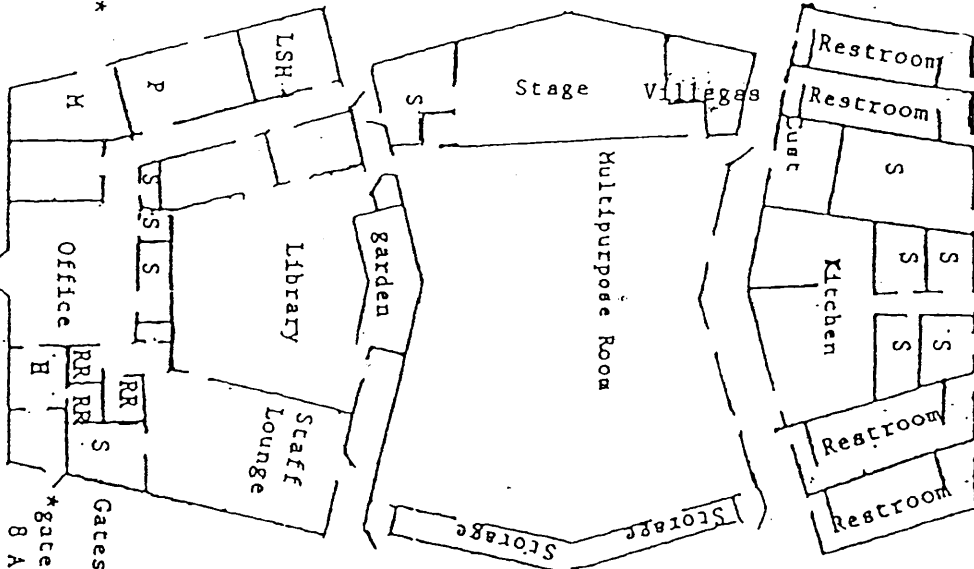 *
LSH
P
H
S
Stage
Villegas
Restroom
Restroom
Cust
S
S
S
Office
Library
garden
Multipurpose Room
Kitchen
S
S
S
S
S
H
RR
RR
RR
S
Staff
Lounge
Storage
Storage
Restroom
Restroom
Gates
*gate
8 A